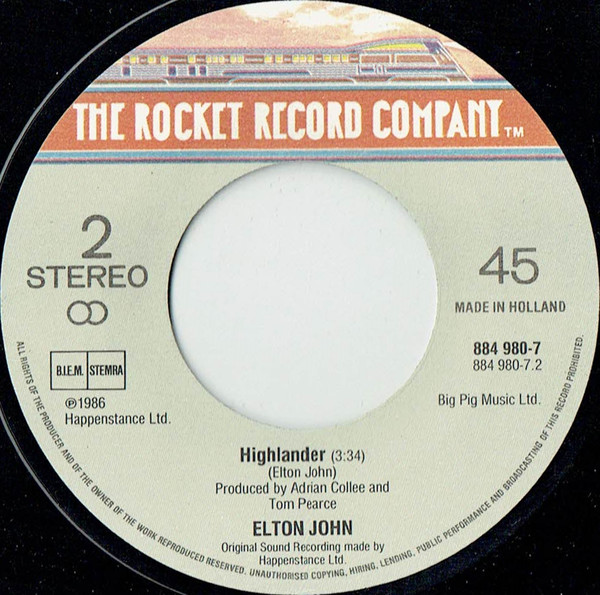 THE ROCKET RECORD COMPANY TM
2
STEREO
45
MADE IN HOLLAND
884 980-7
884 980-7.2
B.I.E.M. STEMRA
℗1986
Happenstance Ltd.
Big Pig Music Ltd.
Highlander (3:34)
(Elton John)
Produced by Adrian Collee and
Tom Pearce
ELTON JOHN
Original Sound Recording made by
Happenstance Ltd.
ALL RIGHTS OF THE PRODUCER AND OF THE OWNER OF THE WORK REPRODUCED RESERVED. UNAUTHORISED COPYING, HIRING, LENDING, PUBLIC PERFORMANCE AND BROADCASTING OF THIS RECORD PROHIBITED.